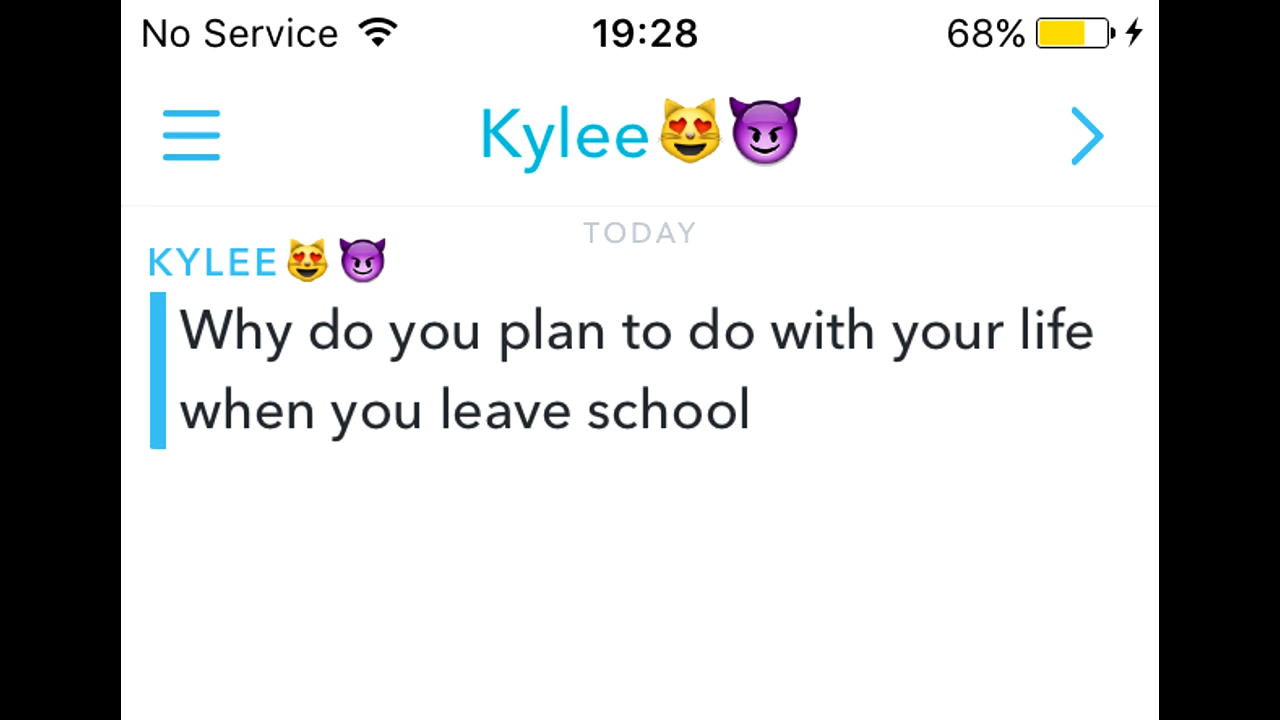 No Service 19:28 68%
Kylee😻😈
TODAY
KYLEE😻😈
Why do you plan to do with your life
when you leave school